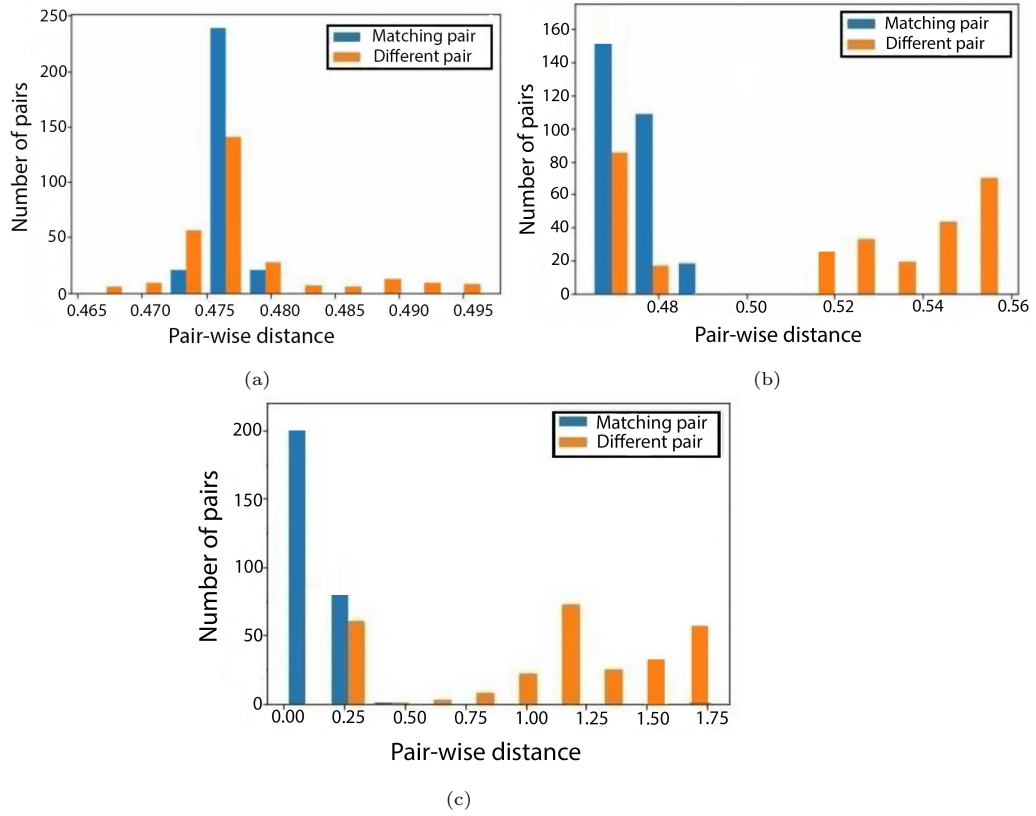 250
200
150
100
50
0
Number of pairs
Matching pair
Different pair
0.465 0.470 0.475 0.480 0.485 0.490 0.495
Pair-wise distance
(a)
160
140
120
100
80
60
40
20
0
Number of pairs
Matching pair
Different pair
0.48 0.50 0.52 0.54 0.56
Pair-wise distance
(b)
200
150
100
50
0
Number of pairs
Matching pair
Different pair
0.00 0.25 0.50 0.75 1.00 1.25 1.50 1.75
Pair-wise distance
(c)